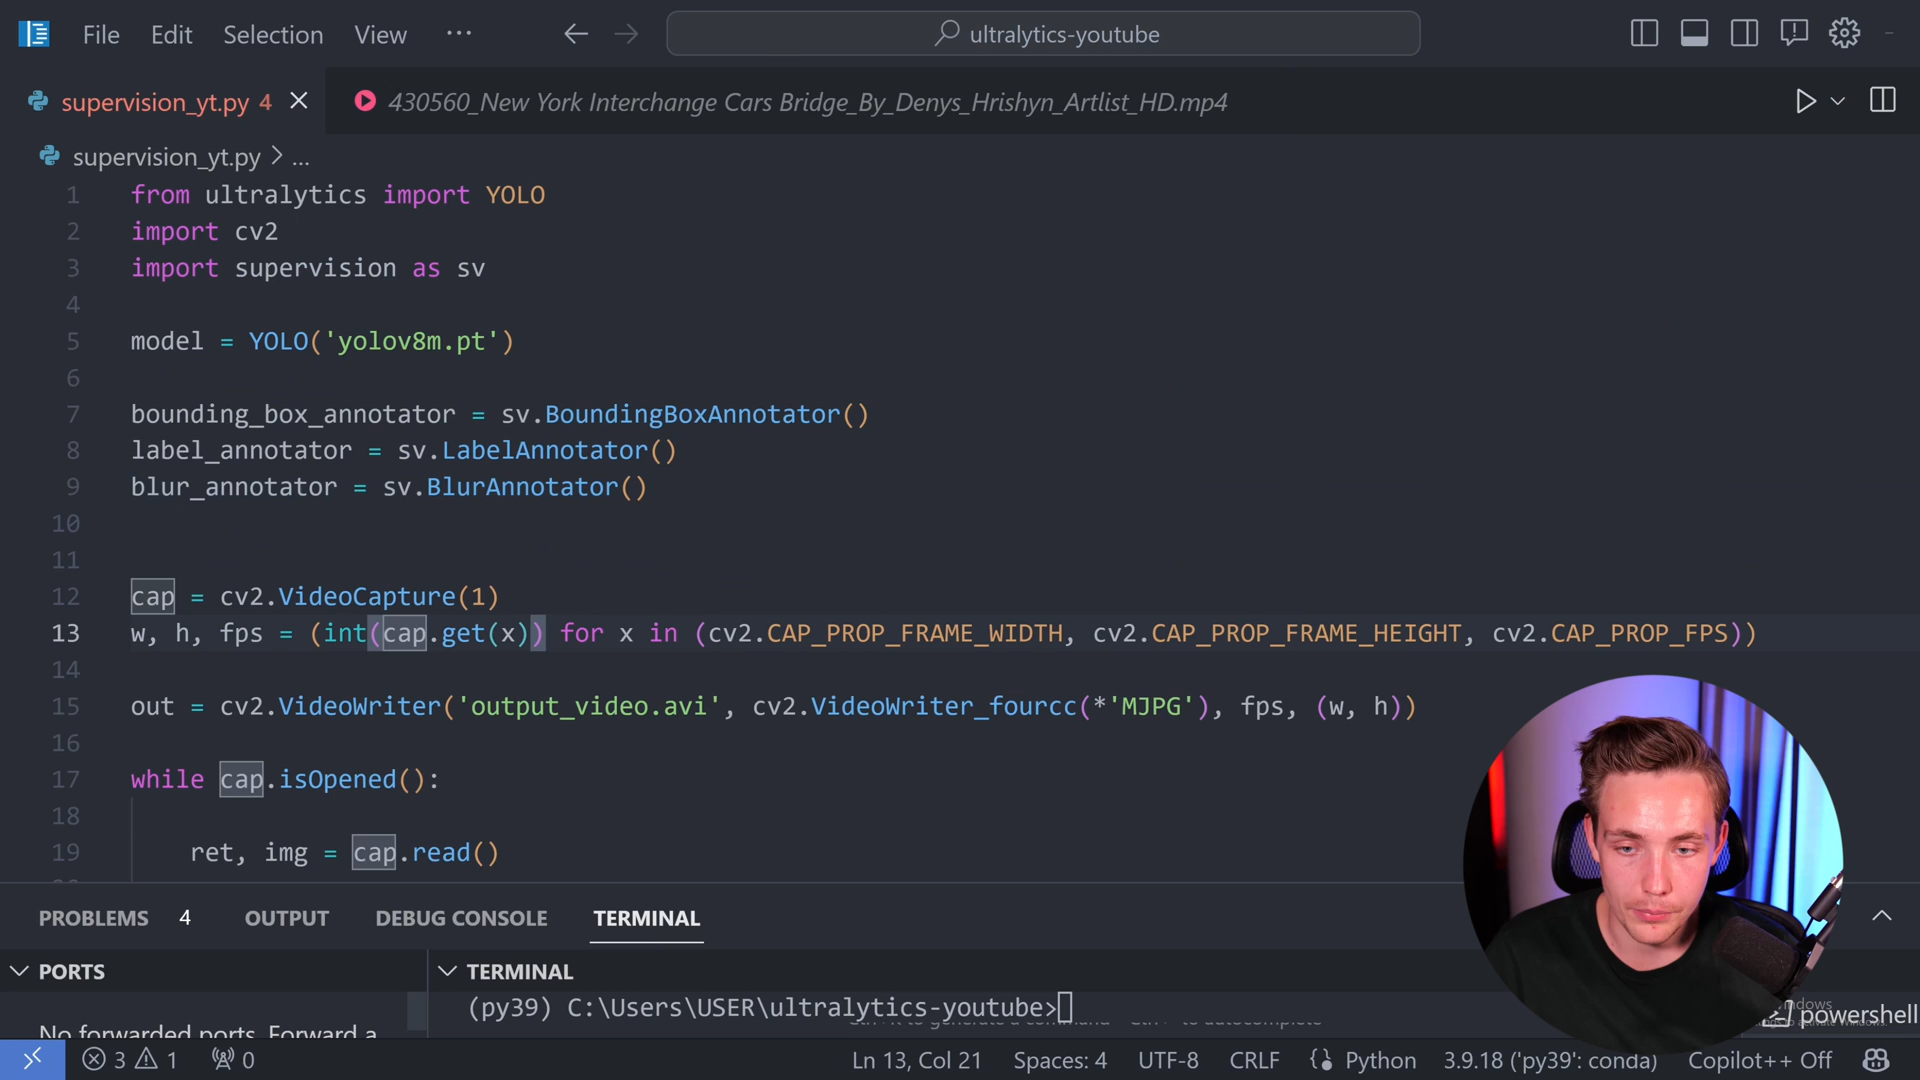 File Edit Selection View ··· ultralytics-youtube
supervision_yt.py 4 430560_New York Interchange Cars Bridge_By_Denys_Hrishyn_Artlist_HD.mp4
supervision_yt.py > ...
1 from ultralytics import YOLO
2 import cv2
3 import supervision as sv
4
5 model = YOLO('yolov8m.pt')
6
7 bounding_box_annotator = sv.BoundingBoxAnnotator()
8 label_annotator = sv.LabelAnnotator()
9 blur_annotator = sv.BlurAnnotator()
10
11
12 cap = cv2.VideoCapture(1)
13 w, h, fps = (int(cap.get(x)) for x in (cv2.CAP_PROP_FRAME_WIDTH, cv2.CAP_PROP_FRAME_HEIGHT, cv2.CAP_PROP_FPS))
14
15 out = cv2.VideoWriter('output_video.avi', cv2.VideoWriter_fourcc(*'MJPG'), fps, (w, h))
16
17 while cap.isOpened():
18
19 ret, img = cap.read()
PROBLEMS 4 OUTPUT DEBUG CONSOLE TERMINAL
PORTS TERMINAL
(py39) C:\Users\USER\ultralytics-youtube>
No forwarded ports. Forward a
powershell
3 1 0 Ln 13, Col 21 Spaces: 4 UTF-8 CRLF Python 3.9.18 ('py39': conda) Copilot++ Off